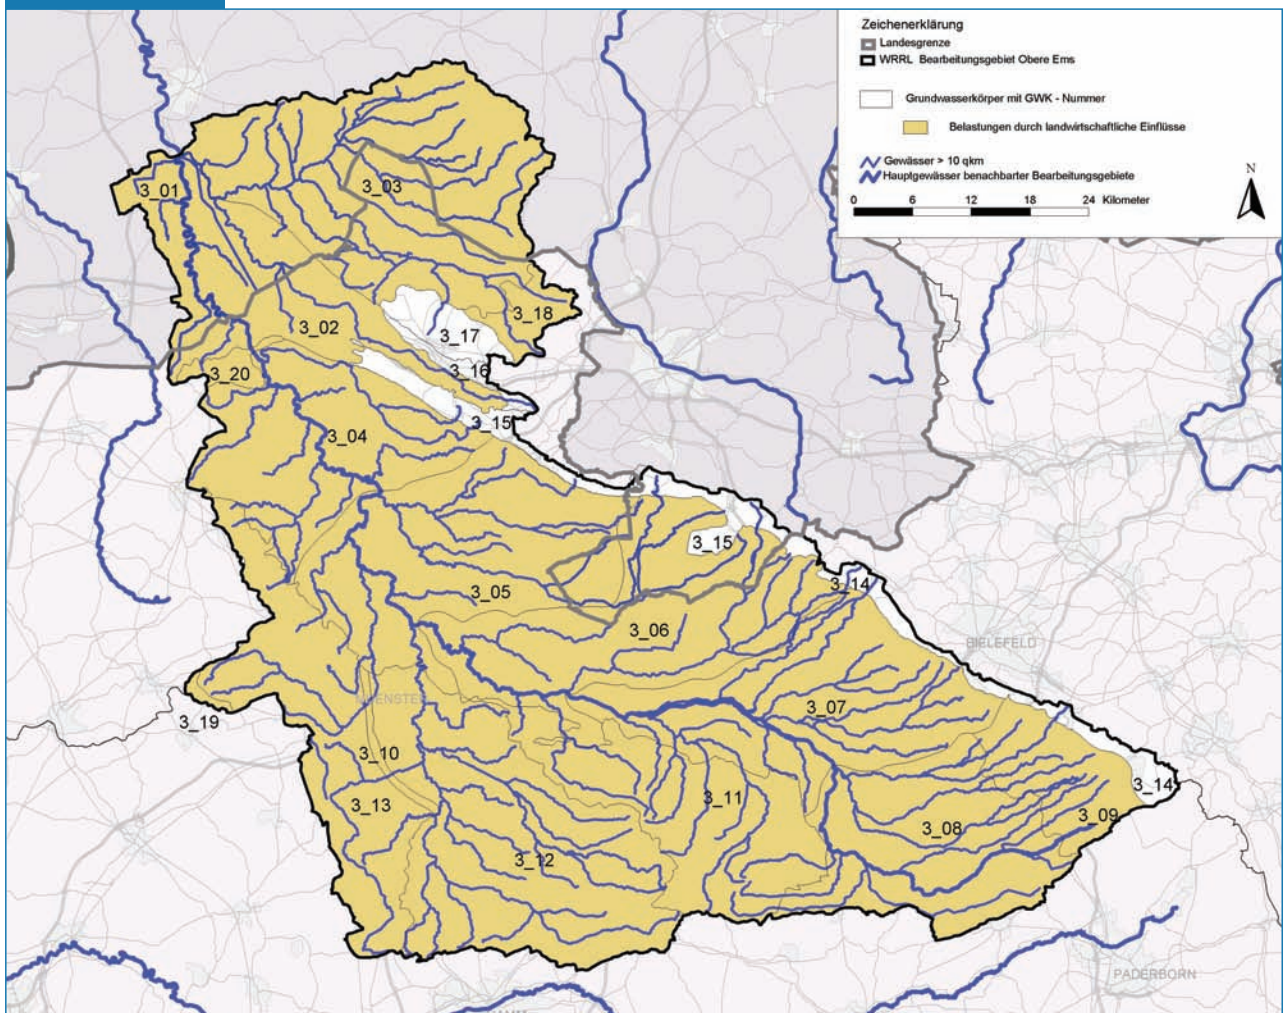 Zeichenerklärung
Landesgrenze
WRRL Bearbeitungsgebiet Obere Ems
Grundwasserkörper mit GWK - Nummer
Belastungen durch landwirtschaftliche Einflüsse
Gewässer > 10 qkm
Hauptgewässer benachbarter Bearbeitungsgebiete
N
0 6 12 18 24 Kilometer
3_01
3_03
3_18
3_02
3_17
3_16
3_20
3_15
3_04
3_15
3_14
3_05
3_06
BIELEFELD
MUENSTER
3_07
3_19
3_10
3_14
3_13
3_11
3_09
3_08
3_12
PADERBORN